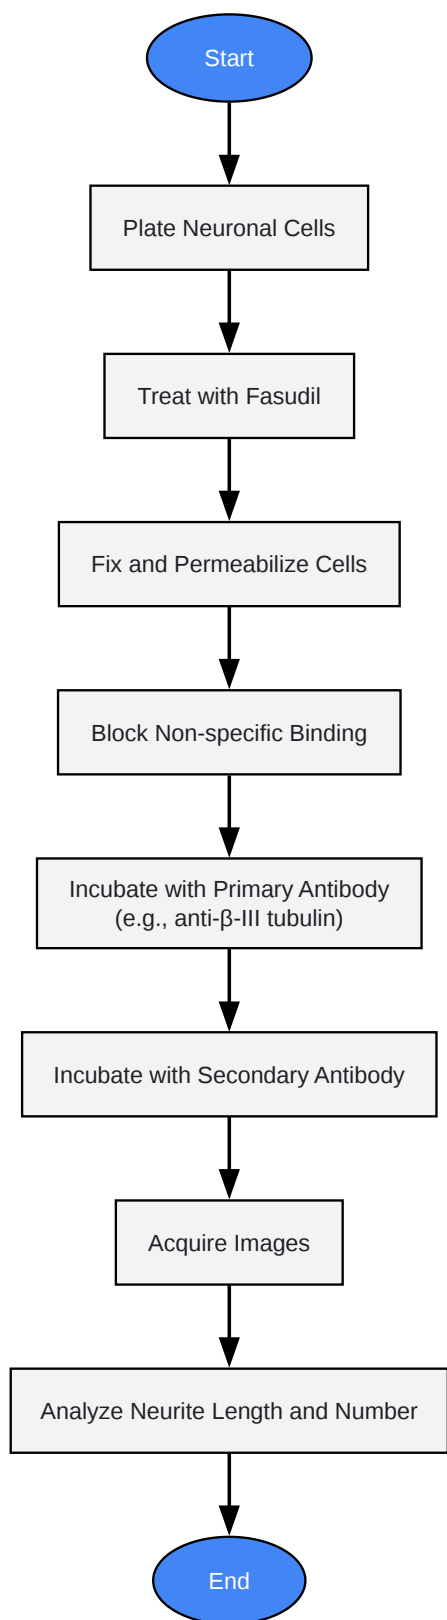 Start
Plate Neuronal Cells
Treat with Fasudil
Fix and Permeabilize Cells
Block Non-specific Binding
Incubate with Primary Antibody
(e.g., anti-β-III tubulin)
Incubate with Secondary Antibody
Acquire Images
Analyze Neurite Length and Number
End